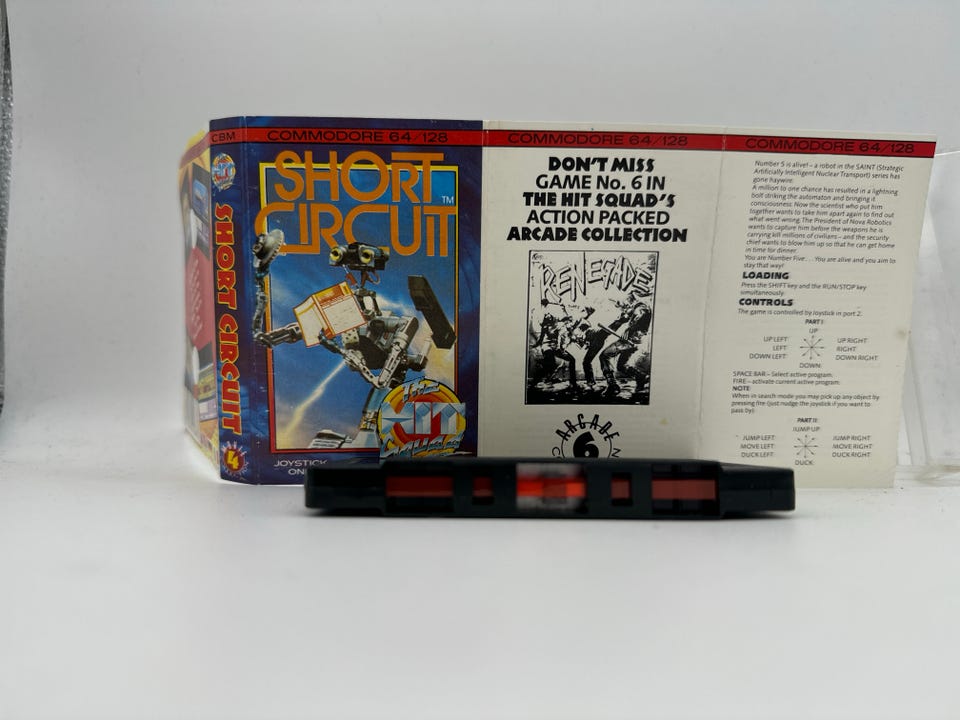 CBM
SHORT CIRCUIT
4
COMMODORE 64/128
SHORT
CIRCUIT
TM
THE
HIT
SQUAD
JOYSTICK
COMMODORE 64/128
DON'T MISS
GAME No. 6 IN
THE HIT SQUAD'S
ACTION PACKED
ARCADE COLLECTION
RENEGADE
ARCADE
6
COMMODORE 64/128
Number 5 is alive! – a robot in the SAINT (Strategic
Artificially Intelligent Nuclear Transport) series has
gone haywire.
A million to one chance has resulted in a lightning
bolt striking the automaton and bringing it
consciousness. Now the scientist who put him
together wants to take him apart again to find out
what went wrong. The President of Nova Robotics
wants to capture him before the weapons he is
carrying kill millions of civilians – and the security
chief wants to blow him up so that he can get home
in time for dinner.
You are Number Five... You are alive and you aim to
stay that way!
LOADING
Press the SHIFT key and the RUN/STOP key
simultaneously.
CONTROLS
The game is controlled by Joystick in port 2.
PART I:
UP
UP LEFT: UP RIGHT:
LEFT: RIGHT:
DOWN LEFT: DOWN RIGHT:
DOWN:
SPACE BAR – Select active program:
FIRE – activate current active program:
NOTE:
When in search mode you may pick up any object by
pressing fire (just nudge the joystick if you want to
pass by)
PART II:
JUMP UP:
JUMP LEFT: JUMP RIGHT:
MOVE LEFT: MOVE RIGHT:
DUCK LEFT: DUCK RIGHT:
DUCK: